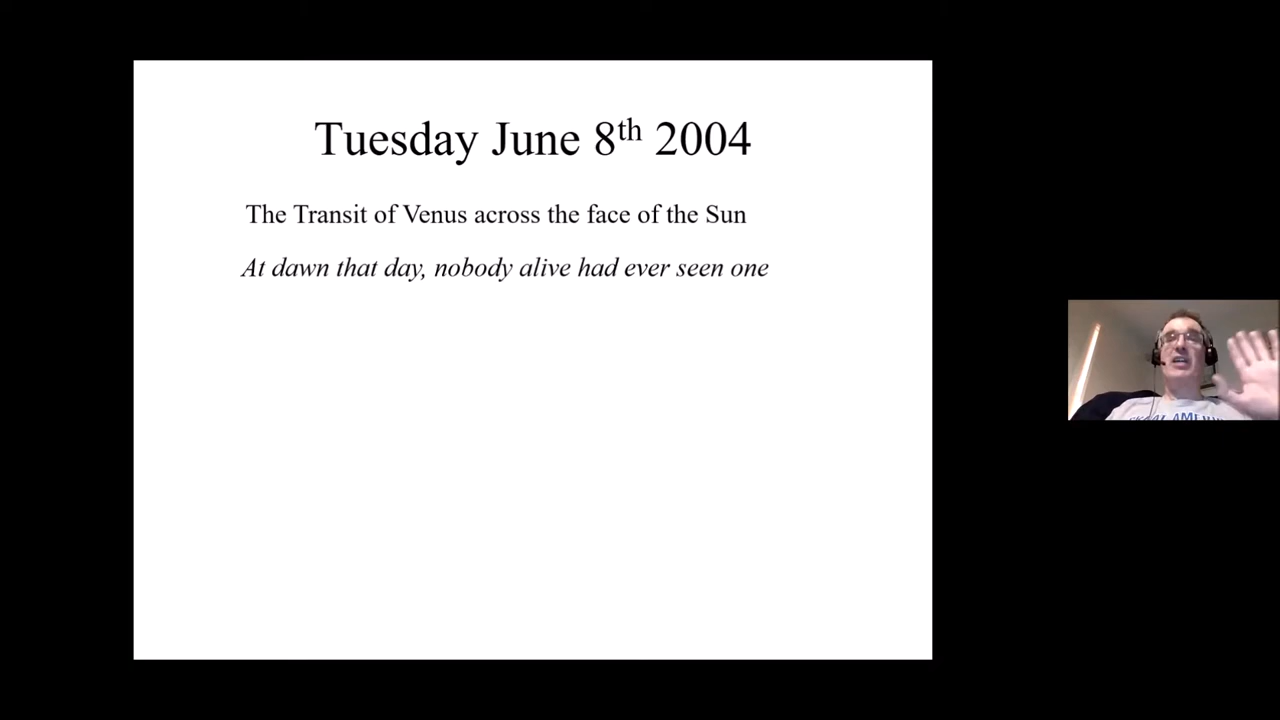 Tuesday June 8th 2004
The Transit of Venus across the face of the Sun
At dawn that day, nobody alive had ever seen one